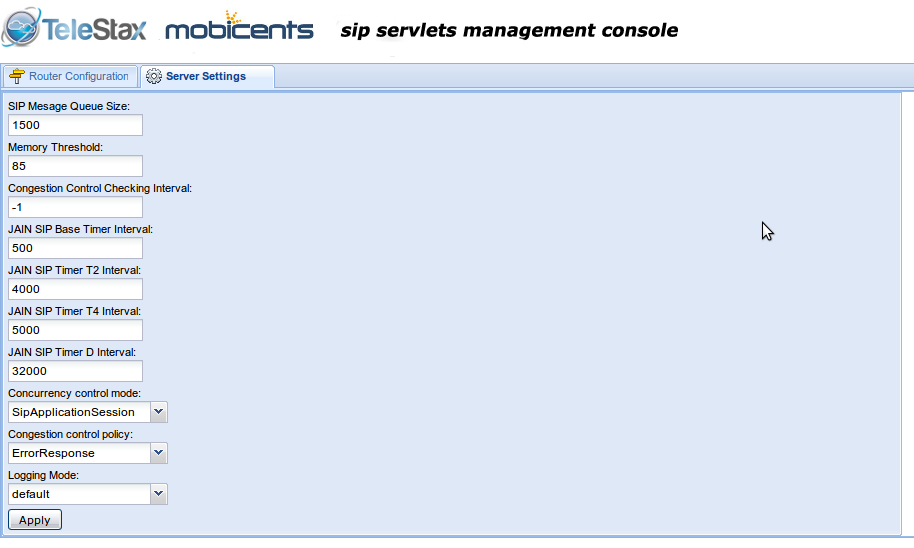 TeleStax mobicents sip servlets management console
Router Configuration Server Settings
SIP Mesage Queue Size:
1500
Memory Threshold:
85
Congestion Control Checking Interval:
-1
JAIN SIP Base Timer Interval:
500
JAIN SIP Timer T2 Interval:
4000
JAIN SIP Timer T4 Interval:
5000
JAIN SIP Timer D Interval:
32000
Concurrency control mode:
SipApplicationSession
Congestion control policy:
ErrorResponse
Logging Mode:
default
Apply